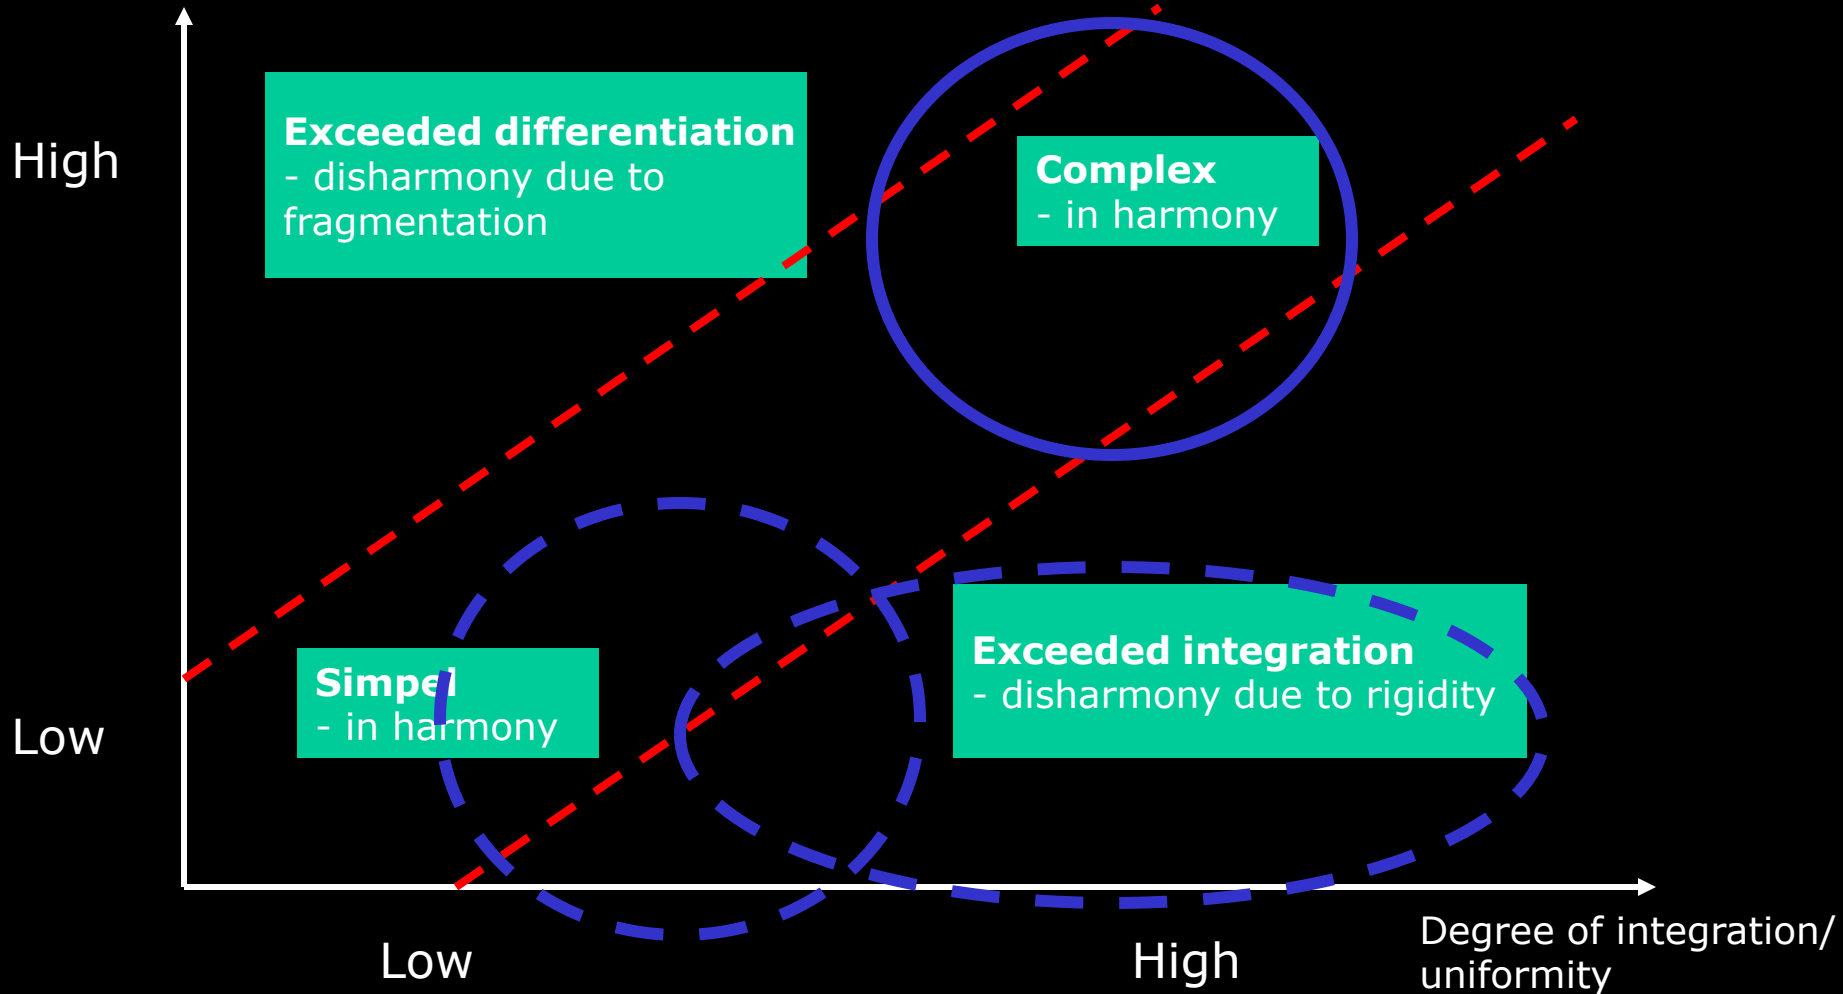 High
Exceeded differentiation
- disharmony due to
fragmentation
Complex
- in harmony
Low
Simpel
- in harmony
Exceeded integration
- disharmony due to rigidity
Low
High
Degree of integration/
uniformity